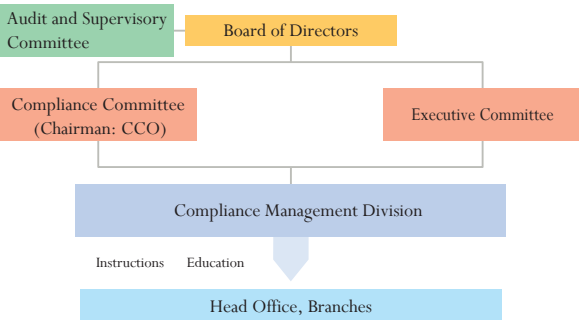 Audit and Supervisory
Committee
Board of Directors
Compliance Committee
(Chairman: CCO)
Executive Committee
Compliance Management Division
Instructions Education
Head Office, Branches